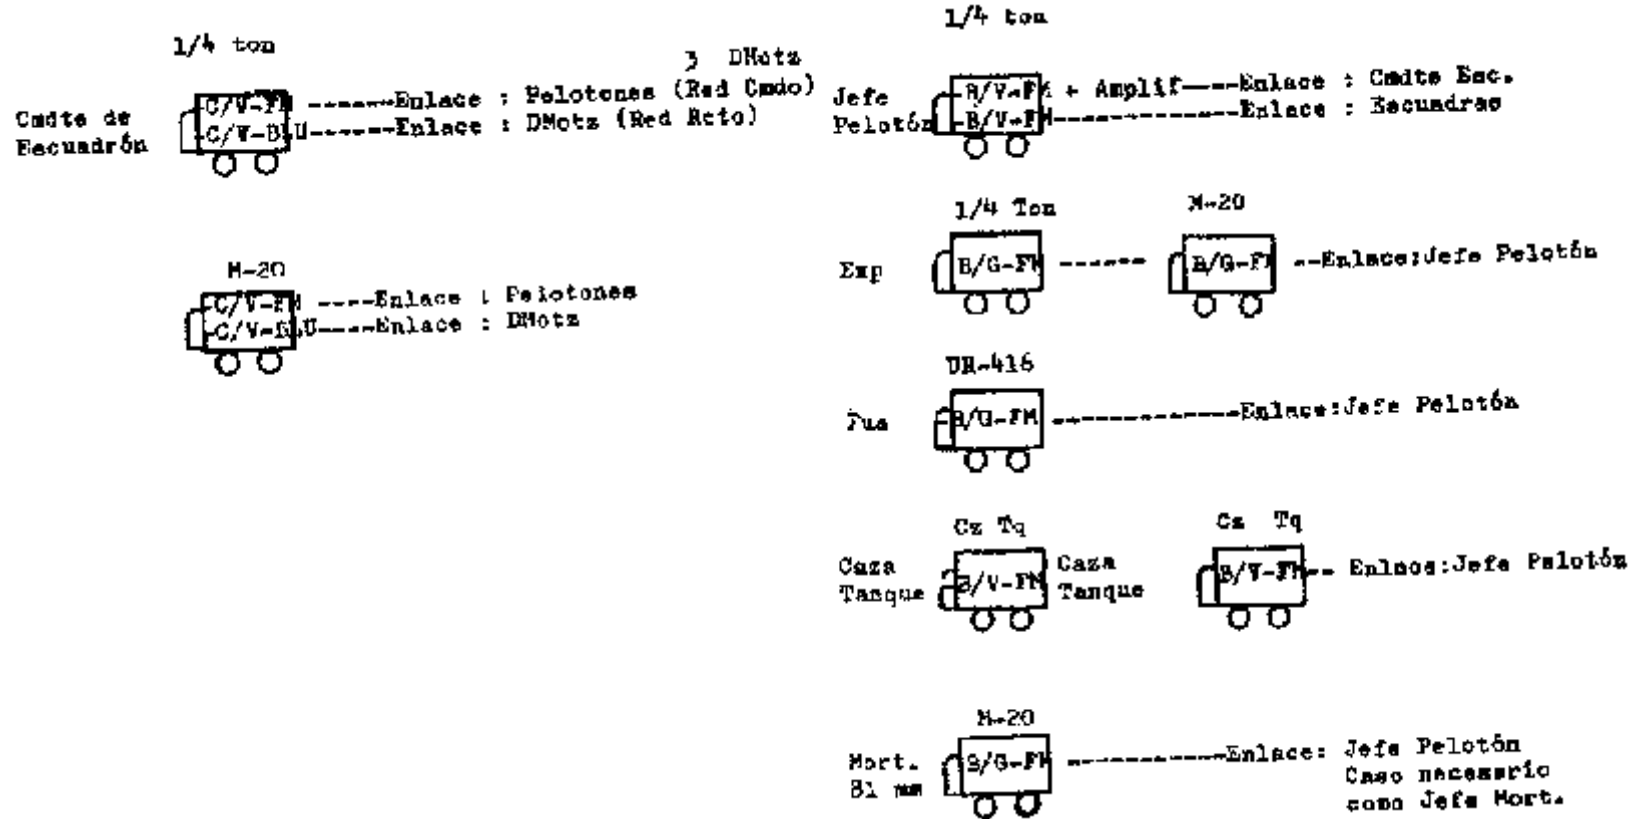 1/4 ton
3 DMotz
Cmdte de
Escuadrón
C/V-FM ------Enlace : Pelotones (Red Cmdo)
C/V-BLU-----Enlace : DMotz (Red Rcto)
M-20
C/V-FM ----Enlace : Pelotones
C/V-BLU----Enlace : DMotz
1/4 ton
Jefe
Pelotón
B/V-FM + Amplif----Enlace : Cmdte Esc.
B/V-FM------------Enlace : Escuadras
1/4 Ton
M-20
Exp
B/G-FM ------ B/G-FM --Enlace:Jefe Pelotón
UR-416
Fus
B/G-FM -------------Enlace:Jefe Pelotón
Cz Tq
Cz Tq
Caza
Tanque
B/V-FM
Caza
Tanque
B/V-FM-- Enlace:Jefe Pelotón
M-20
Mort.
81 mm
B/G-FM -----------Enlace: Jefe Pelotón
Caso necesario
como Jefe Mort.